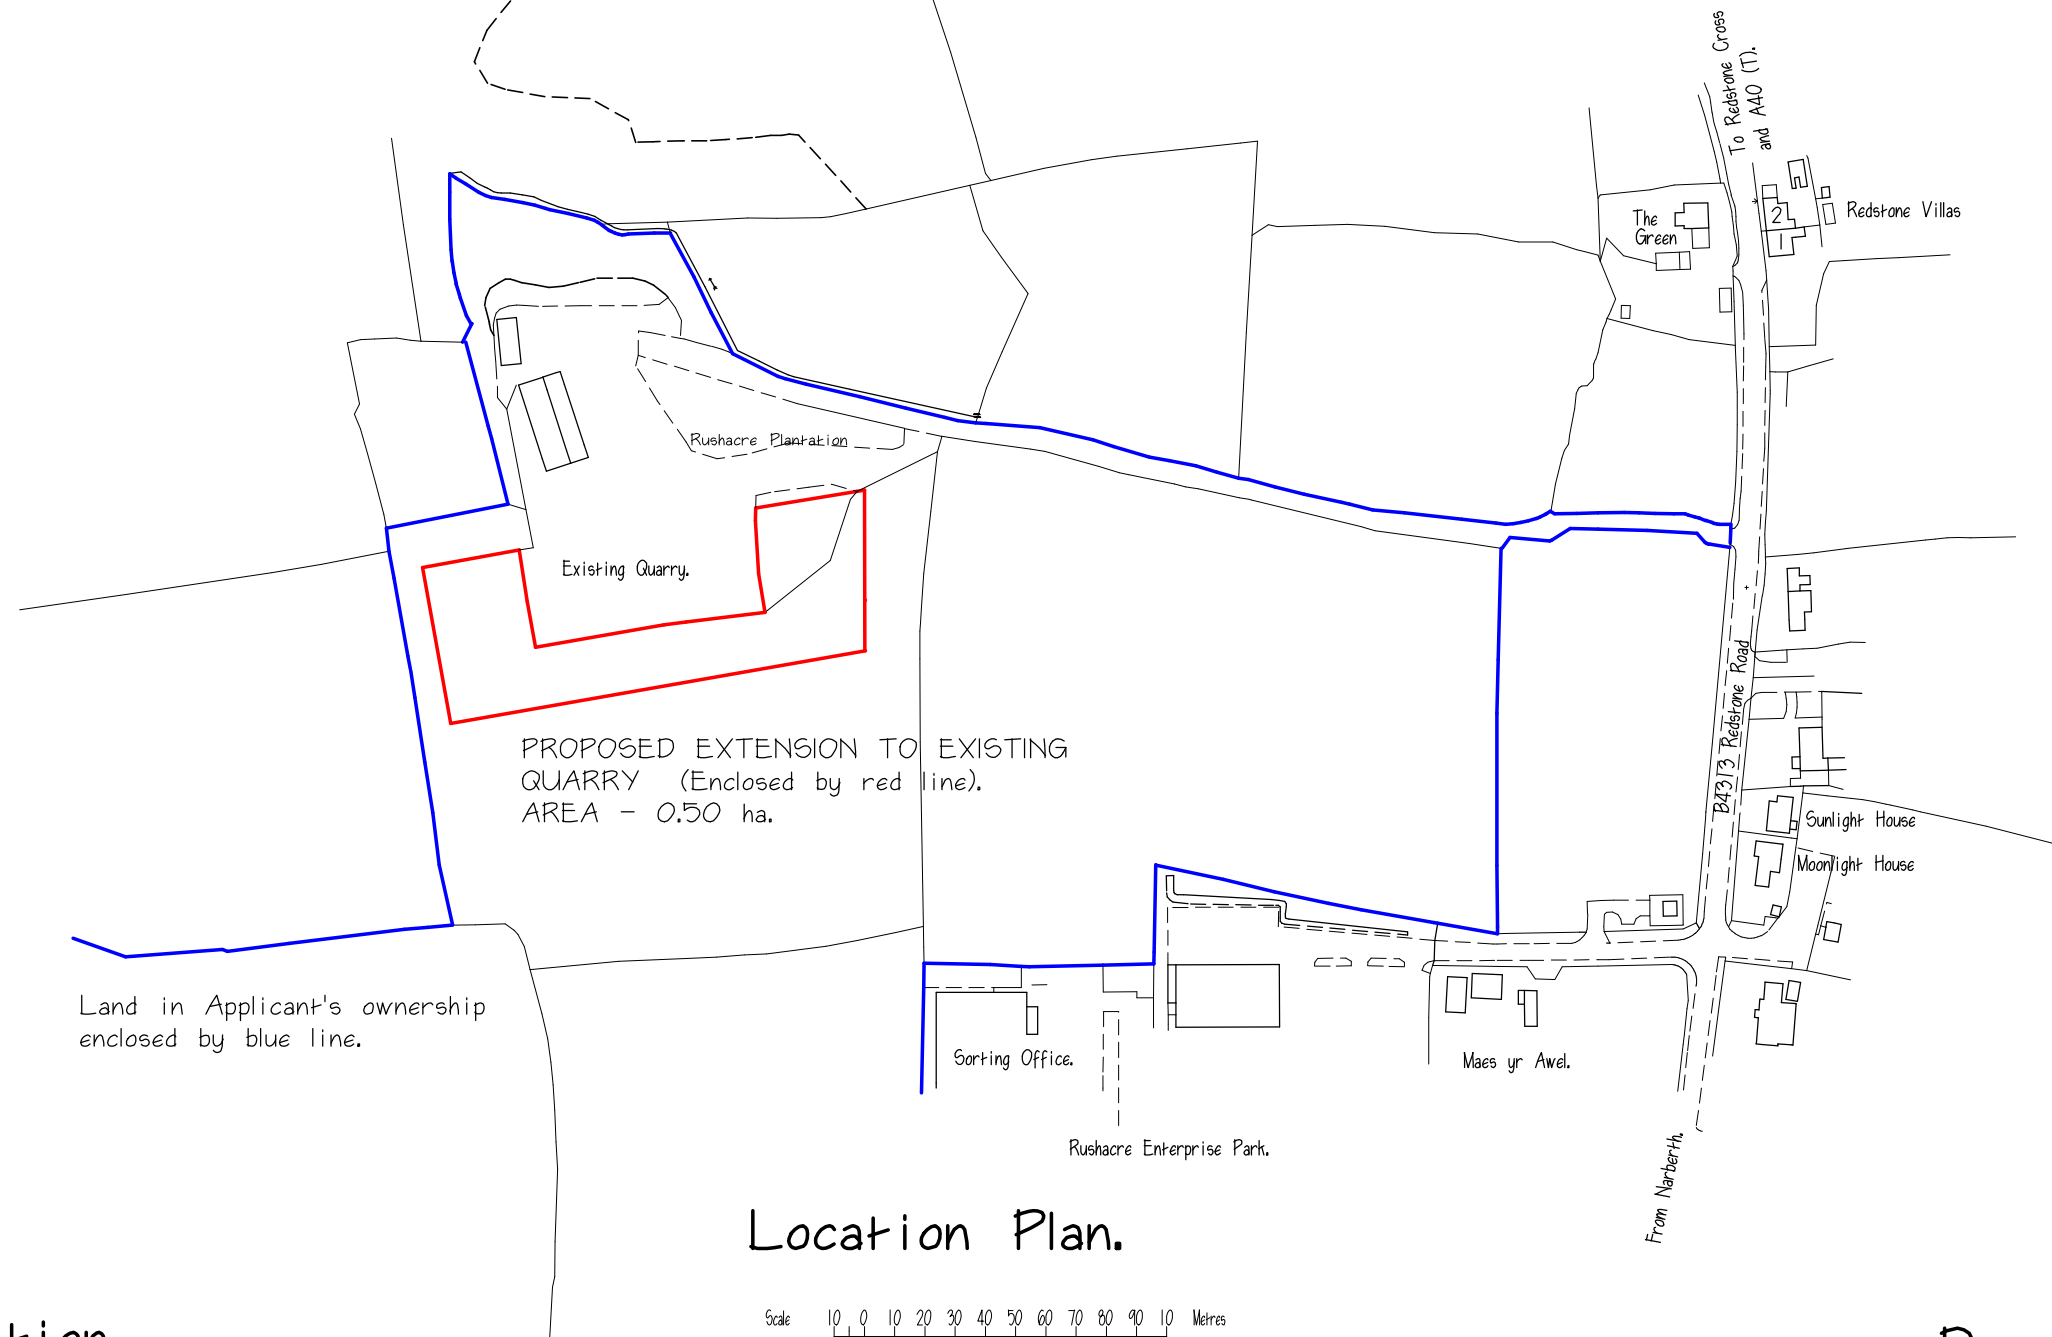 To Redstone Cross
and A40 (T).
Redstone Villas
The
Green
2
1
Rushacre Plantation
Existing Quarry.
B4313 Redstone Road
PROPOSED EXTENSION TO EXISTING
QUARRY (Enclosed by red line).
AREA - 0.50 ha.
Sunlight House
Moonlight House
Land in Applicant's ownership
enclosed by blue line.
Sorting Office.
Maes yr Awel.
Rushacre Enterprise Park.
From Narberth.
Location Plan.
Scale 10 0 10 20 30 40 50 60 70 80 90 10 Metres